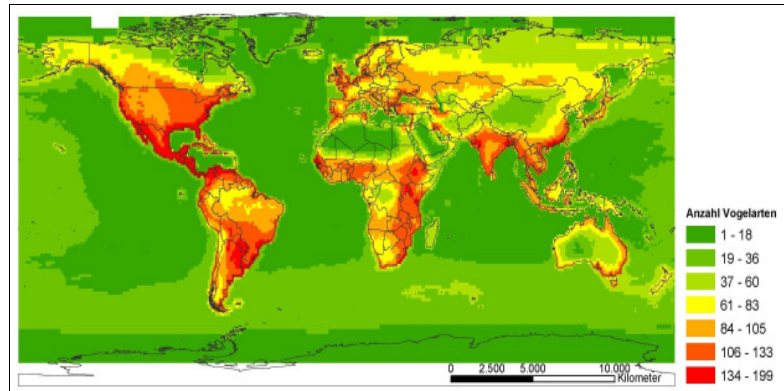 Anzahl Vogelarten
1 - 18
19 - 36
37 - 60
61 - 83
84 - 105
106 - 133
134 - 199
0 2.500 5.000 10.000
Kilometer